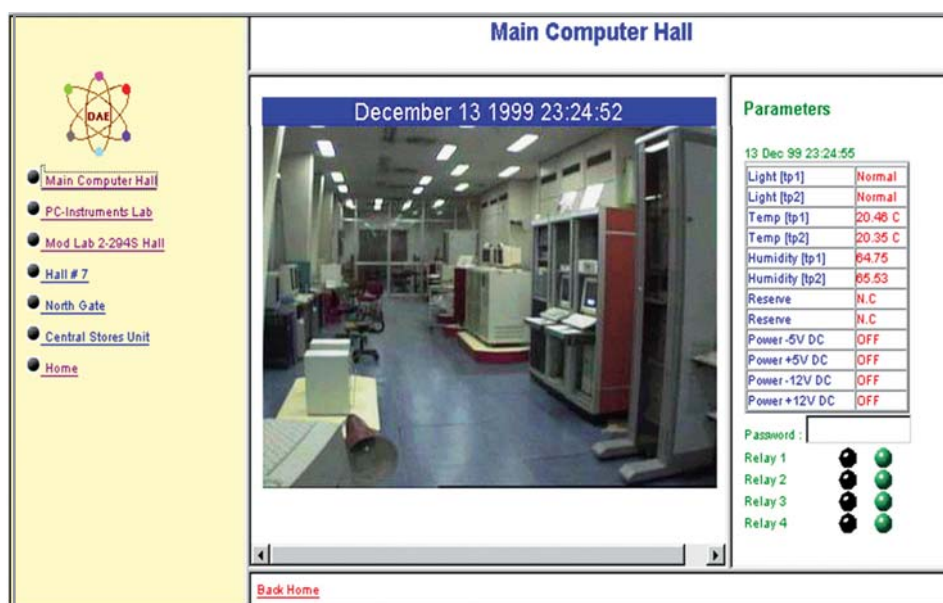 Main Computer Hall
DAE
Main Computer Hall
PC-Instruments Lab
Mod Lab 2-294S Hall
Hall # 7
North Gate
Central Stores Unit
Home
December 13 1999 23:24:52
Parameters
13 Dec 99 23:24:55
Light [tp1] Normal
Light [tp2] Normal
Temp [tp1] 20.46 C
Temp [tp2] 20.35 C
Humidity [tp1] 64.75
Humidity [tp2] 65.53
Reserve N.C
Reserve N.C
Power -5V DC OFF
Power +5V DC OFF
Power -12V DC OFF
Power +12V DC OFF
Password :
Relay 1
Relay 2
Relay 3
Relay 4
Back Home